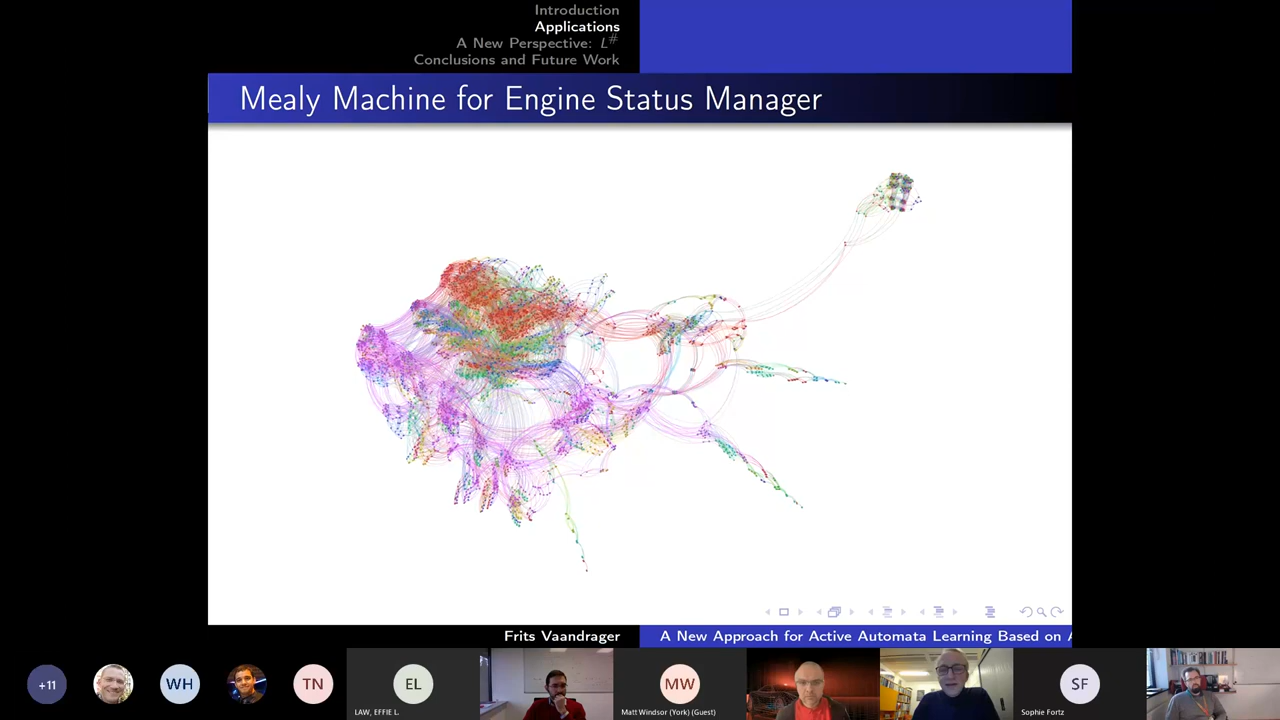 Introduction
Applications
A New Perspective: L#
Conclusions and Future Work
Mealy Machine for Engine Status Manager
Frits Vaandrager
A New Approach for Active Automata Learning Based on A
+11
WH
TN
EL
LAW, EFFIE L.
MW
Matt Windsor (York) (Guest)
SF
Sophie Fortz